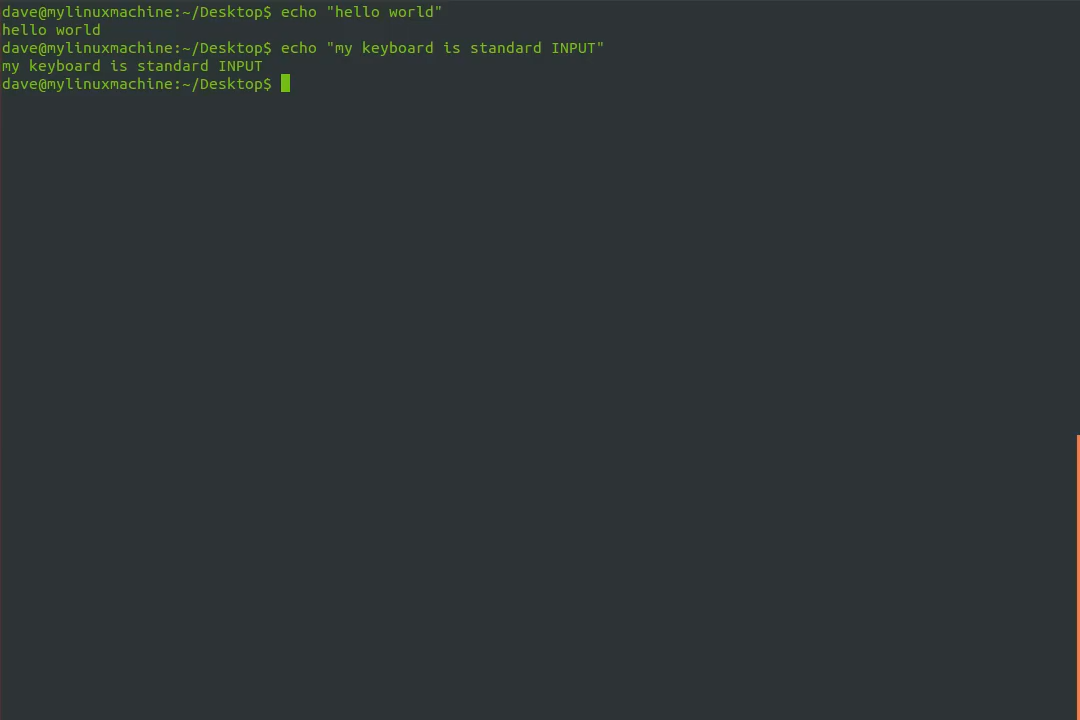 dave@mylinuxmachine:~/Desktop$ echo "hello world"
hello world
dave@mylinuxmachine:~/Desktop$ echo "my keyboard is standard INPUT"
my keyboard is standard INPUT
dave@mylinuxmachine:~/Desktop$